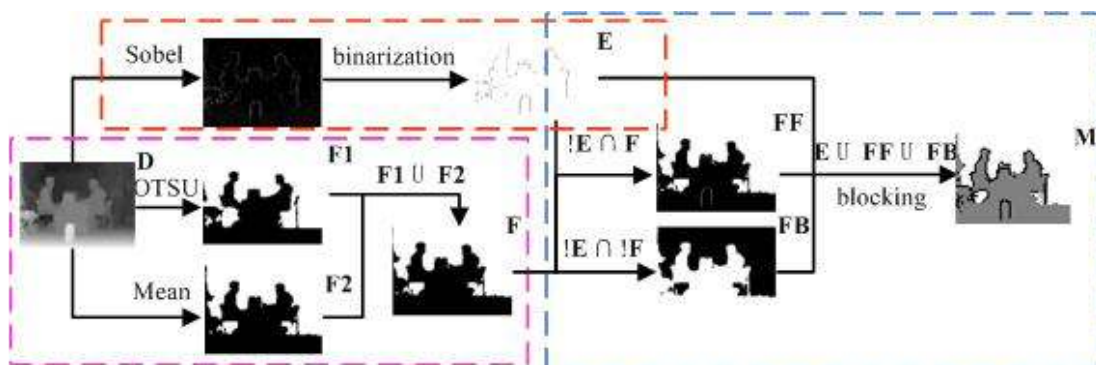 Sobel
binarization
E
D
OTSU
F1
F1 U F2
Mean
F2
F
!E ∩ F
FF
!E ∩ !F
FB
E U FF U FB
blocking
M